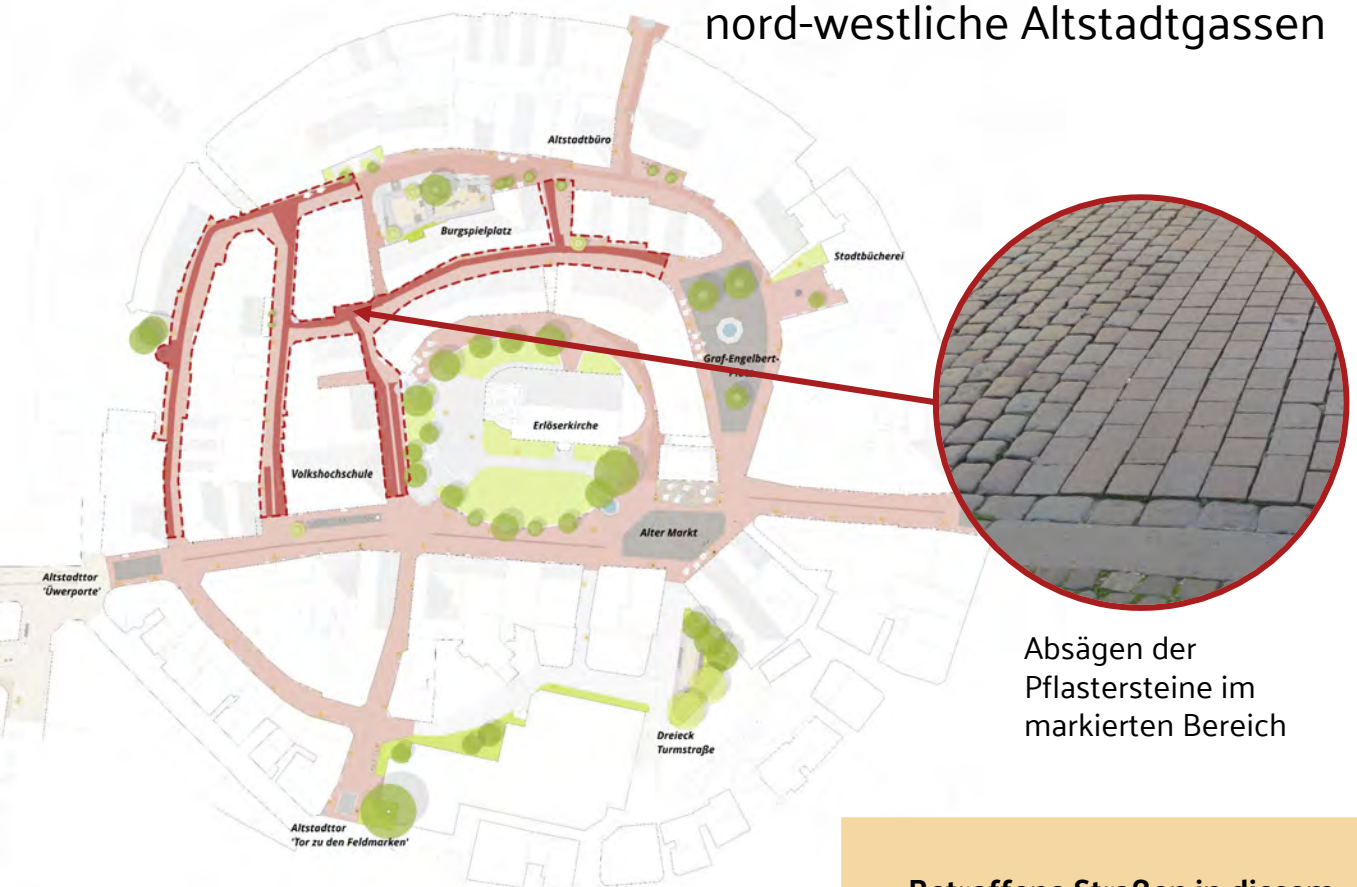 nord-westliche Altstadtgassen
Altstadtbüro
Burgspielplatz
Stadtbücherei
Graf-Engelbert-
Erlöserkirche
Volkshochschule
Alter Markt
Altstadttor
'Üwerporte'
Absägen der
Pflastersteine im
markierten Bereich
Dreieck
Turmstraße
Altstadttor
'Tor zu den Feldmarken'